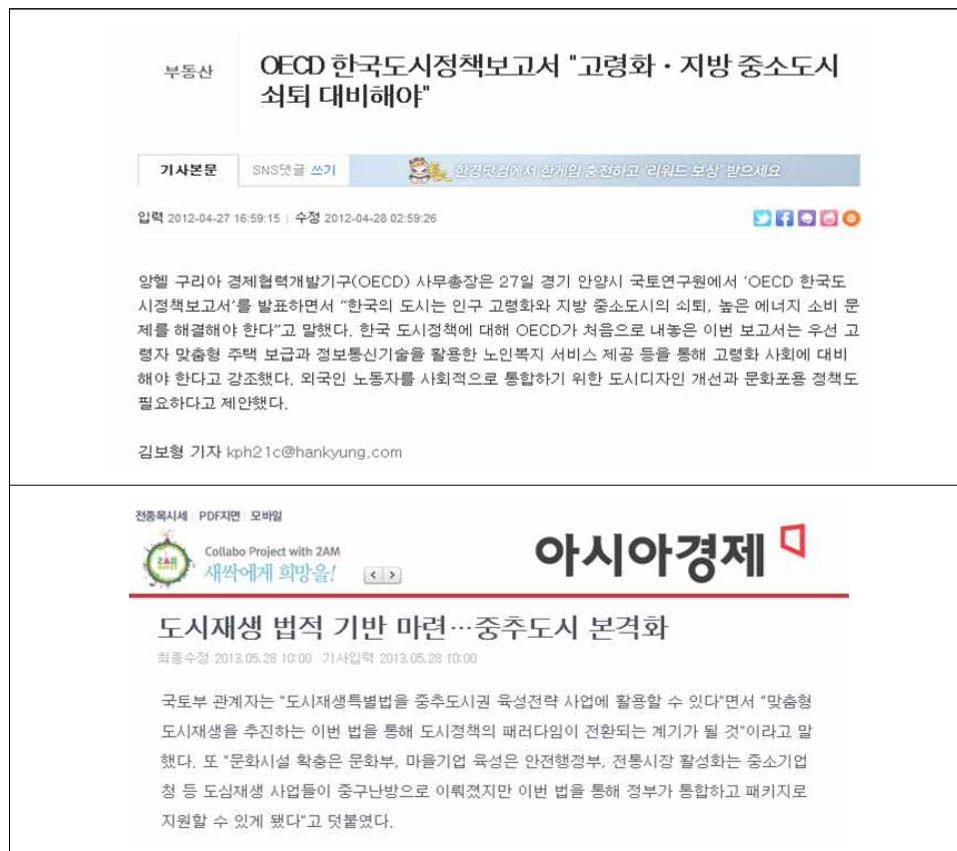 부동산
OECD 한국도시정책보고서 "고령화·지방 중소도시
쇠퇴 대비해야"
기사본문 SNS댓글 쓰기 한경닷컴에서 한게임 충전하고 '리워드 보상' 받으세요
입력 2012-04-27 16:59:15 | 수정 2012-04-28 02:59:26
앙헬 구리아 경제협력개발기구(OECD) 사무총장은 27일 경기 안양시 국토연구원에서 'OECD 한국도
시정책보고서'를 발표하면서 "한국의 도시는 인구 고령화와 지방 중소도시의 쇠퇴, 높은 에너지 소비 문
제를 해결해야 한다"고 말했다. 한국 도시정책에 대해 OECD가 처음으로 내놓은 이번 보고서는 우선 고
령자 맞춤형 주택 보급과 정보통신기술을 활용한 노인복지 서비스 제공 등을 통해 고령화 사회에 대비
해야 한다고 강조했다. 외국인 노동자를 사회적으로 통합하기 위한 도시디자인 개선과 문화포용 정책도
필요하다고 제안했다.
김보형 기자 kph21c@hankyung.com
전종목시세 PDF지면 모바일
Collabo Project with 2AM
새싹에게 희망을!
아시아경제
도시재생 법적 기반 마련…중추도시 본격화
최종수정 2013.05.28 10:00 기사입력 2013.05.28 10:00
국토부 관계자는 "도시재생특별법을 중추도시권 육성전략 사업에 활용할 수 있다"면서 "맞춤형
도시재생을 추진하는 이번 법을 통해 도시정책의 패러다임이 전환되는 계기가 될 것"이라고 말
했다. 또 "문화시설 확충은 문화부, 마을기업 육성은 안전행정부, 전통시장 활성화는 중소기업
청 등 도심재생 사업들이 중구난방으로 이뤄졌지만 이번 법을 통해 정부가 통합하고 패키지로
지원할 수 있게 됐다"고 덧붙였다.